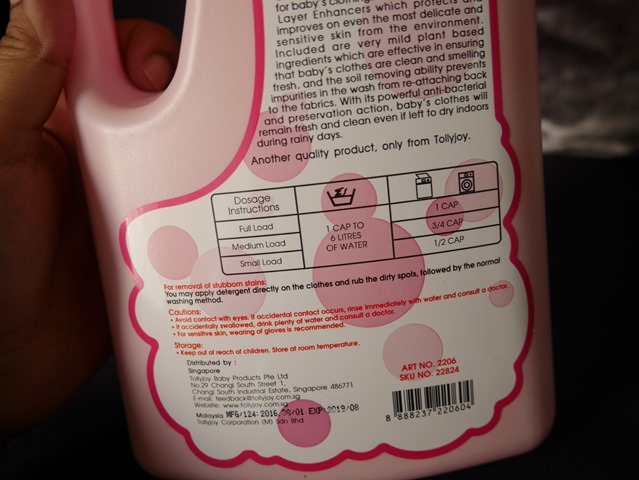 for baby's clothing
Layer Enhancers which protects and
improves on even the most delicate and
sensitive skin from the environment.
Included are very mild plant based
ingredients which are effective in ensuring
that baby's clothes are clean and smelling
fresh, and the soil removing ability prevents
impurities in the wash from re-attaching back
to the fabrics. With its powerful anti-bacterial
and preservation action, baby's clothes will
remain fresh and clean even if left to dry indoors
during rainy days.
Another quality product, only from Tollyjoy.
Dosage
Instructions
Full Load
1 CAP TO
6 LITRES
OF WATER
1 CAP
Medium Load
3/4 CAP
Small Load
1/2 CAP
For removal of stubborn stains:
You may apply detergent directly on the clothes and rub the dirty spots, followed by the normal
washing method.
Cautions:
• Avoid contact with eyes. If accidental contact occurs, rinse immediately with water and consult a doctor.
• If accidentally swallowed, drink plenty of water and consult a doctor.
• For sensitive skin, wearing of gloves is recommended.
Storage:
• Keep out of reach of children. Store at room temperature.
Distributed by :
Singapore
Tollyjoy Baby Products Pte Ltd
No.29 Changi South Street 1,
Changi South Industrial Estate, Singapore 486771
E-mail: feedback@tollyjoy.com.sg
Website: www.tollyjoy.com.sg
Malaysia MFG/124:2016/08/01 EXP:2019/08
Tollyjoy Corporation (M) Sdn Bhd
ART NO. 2206
SKU NO. 22824
8 888237 220604